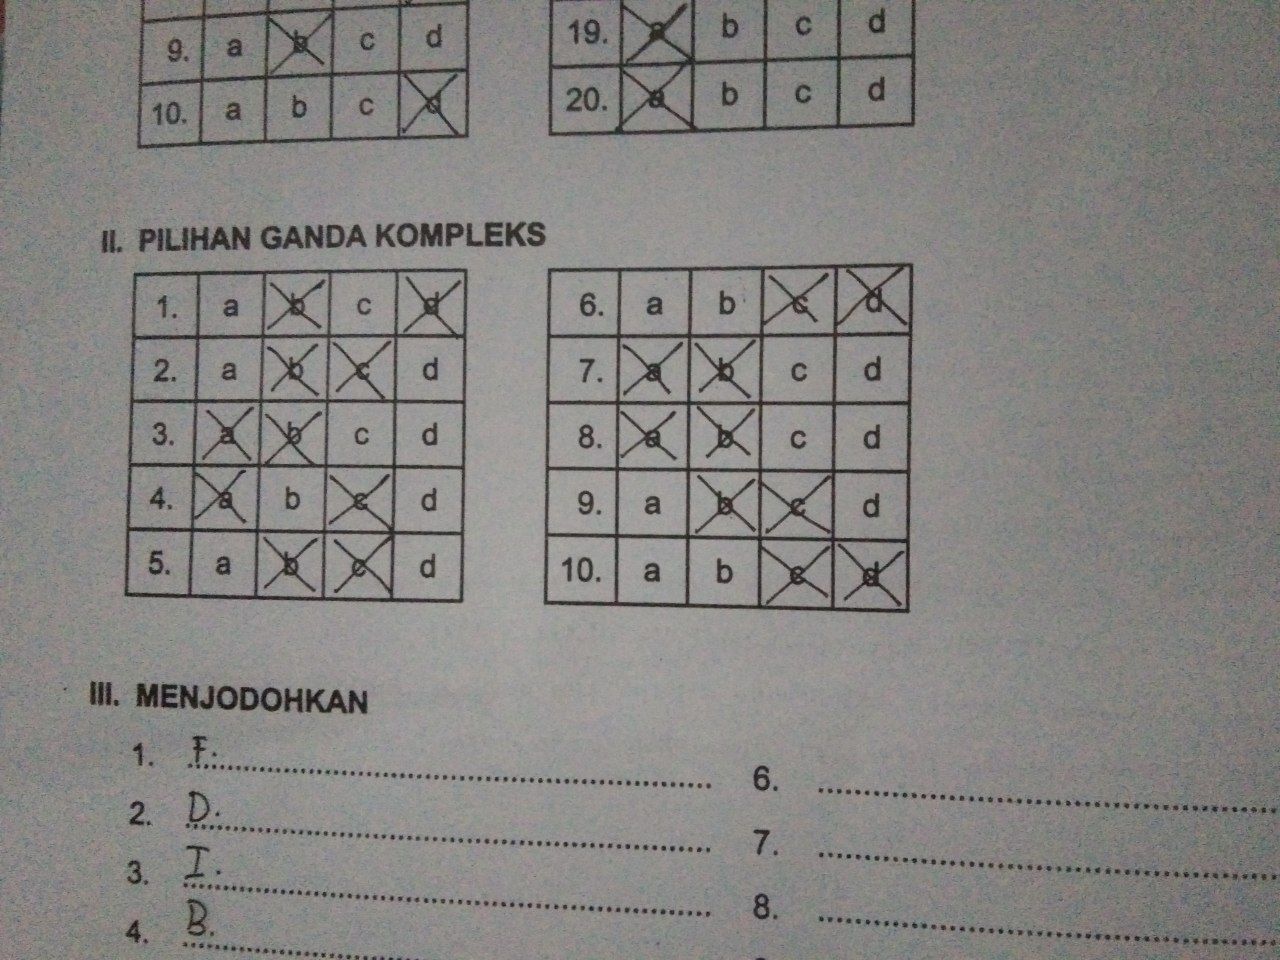 9. a b c d
10. a b c d
19. a b c d
20. a b c d
II. PILIHAN GANDA KOMPLEKS
1. a b c d
2. a b c d
3. a b c d
4. a b c d
5. a b c d
6. a b c d
7. a b c d
8. a b c d
9. a b c d
10. a b c d
III. MENJODOHKAN
1. F.
2. D.
3. I.
4. B.
6.
7.
8.